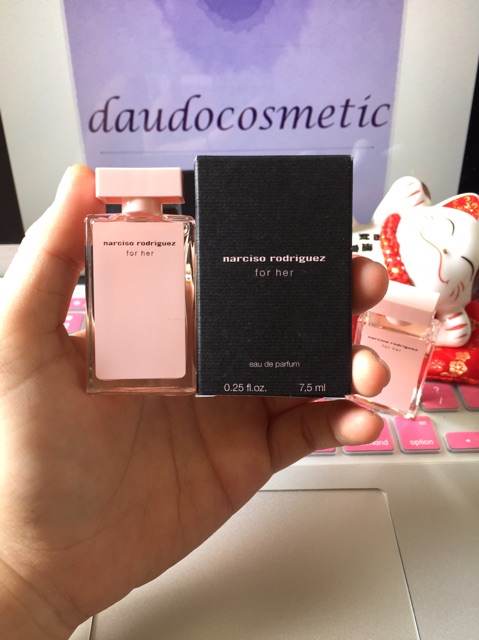 daudocosmetic
narciso rodriguez
for her
narciso rodriguez
for her
eau de parfum
0.25 fl.oz. 7,5 ml
narciso rodriguez
for her
option